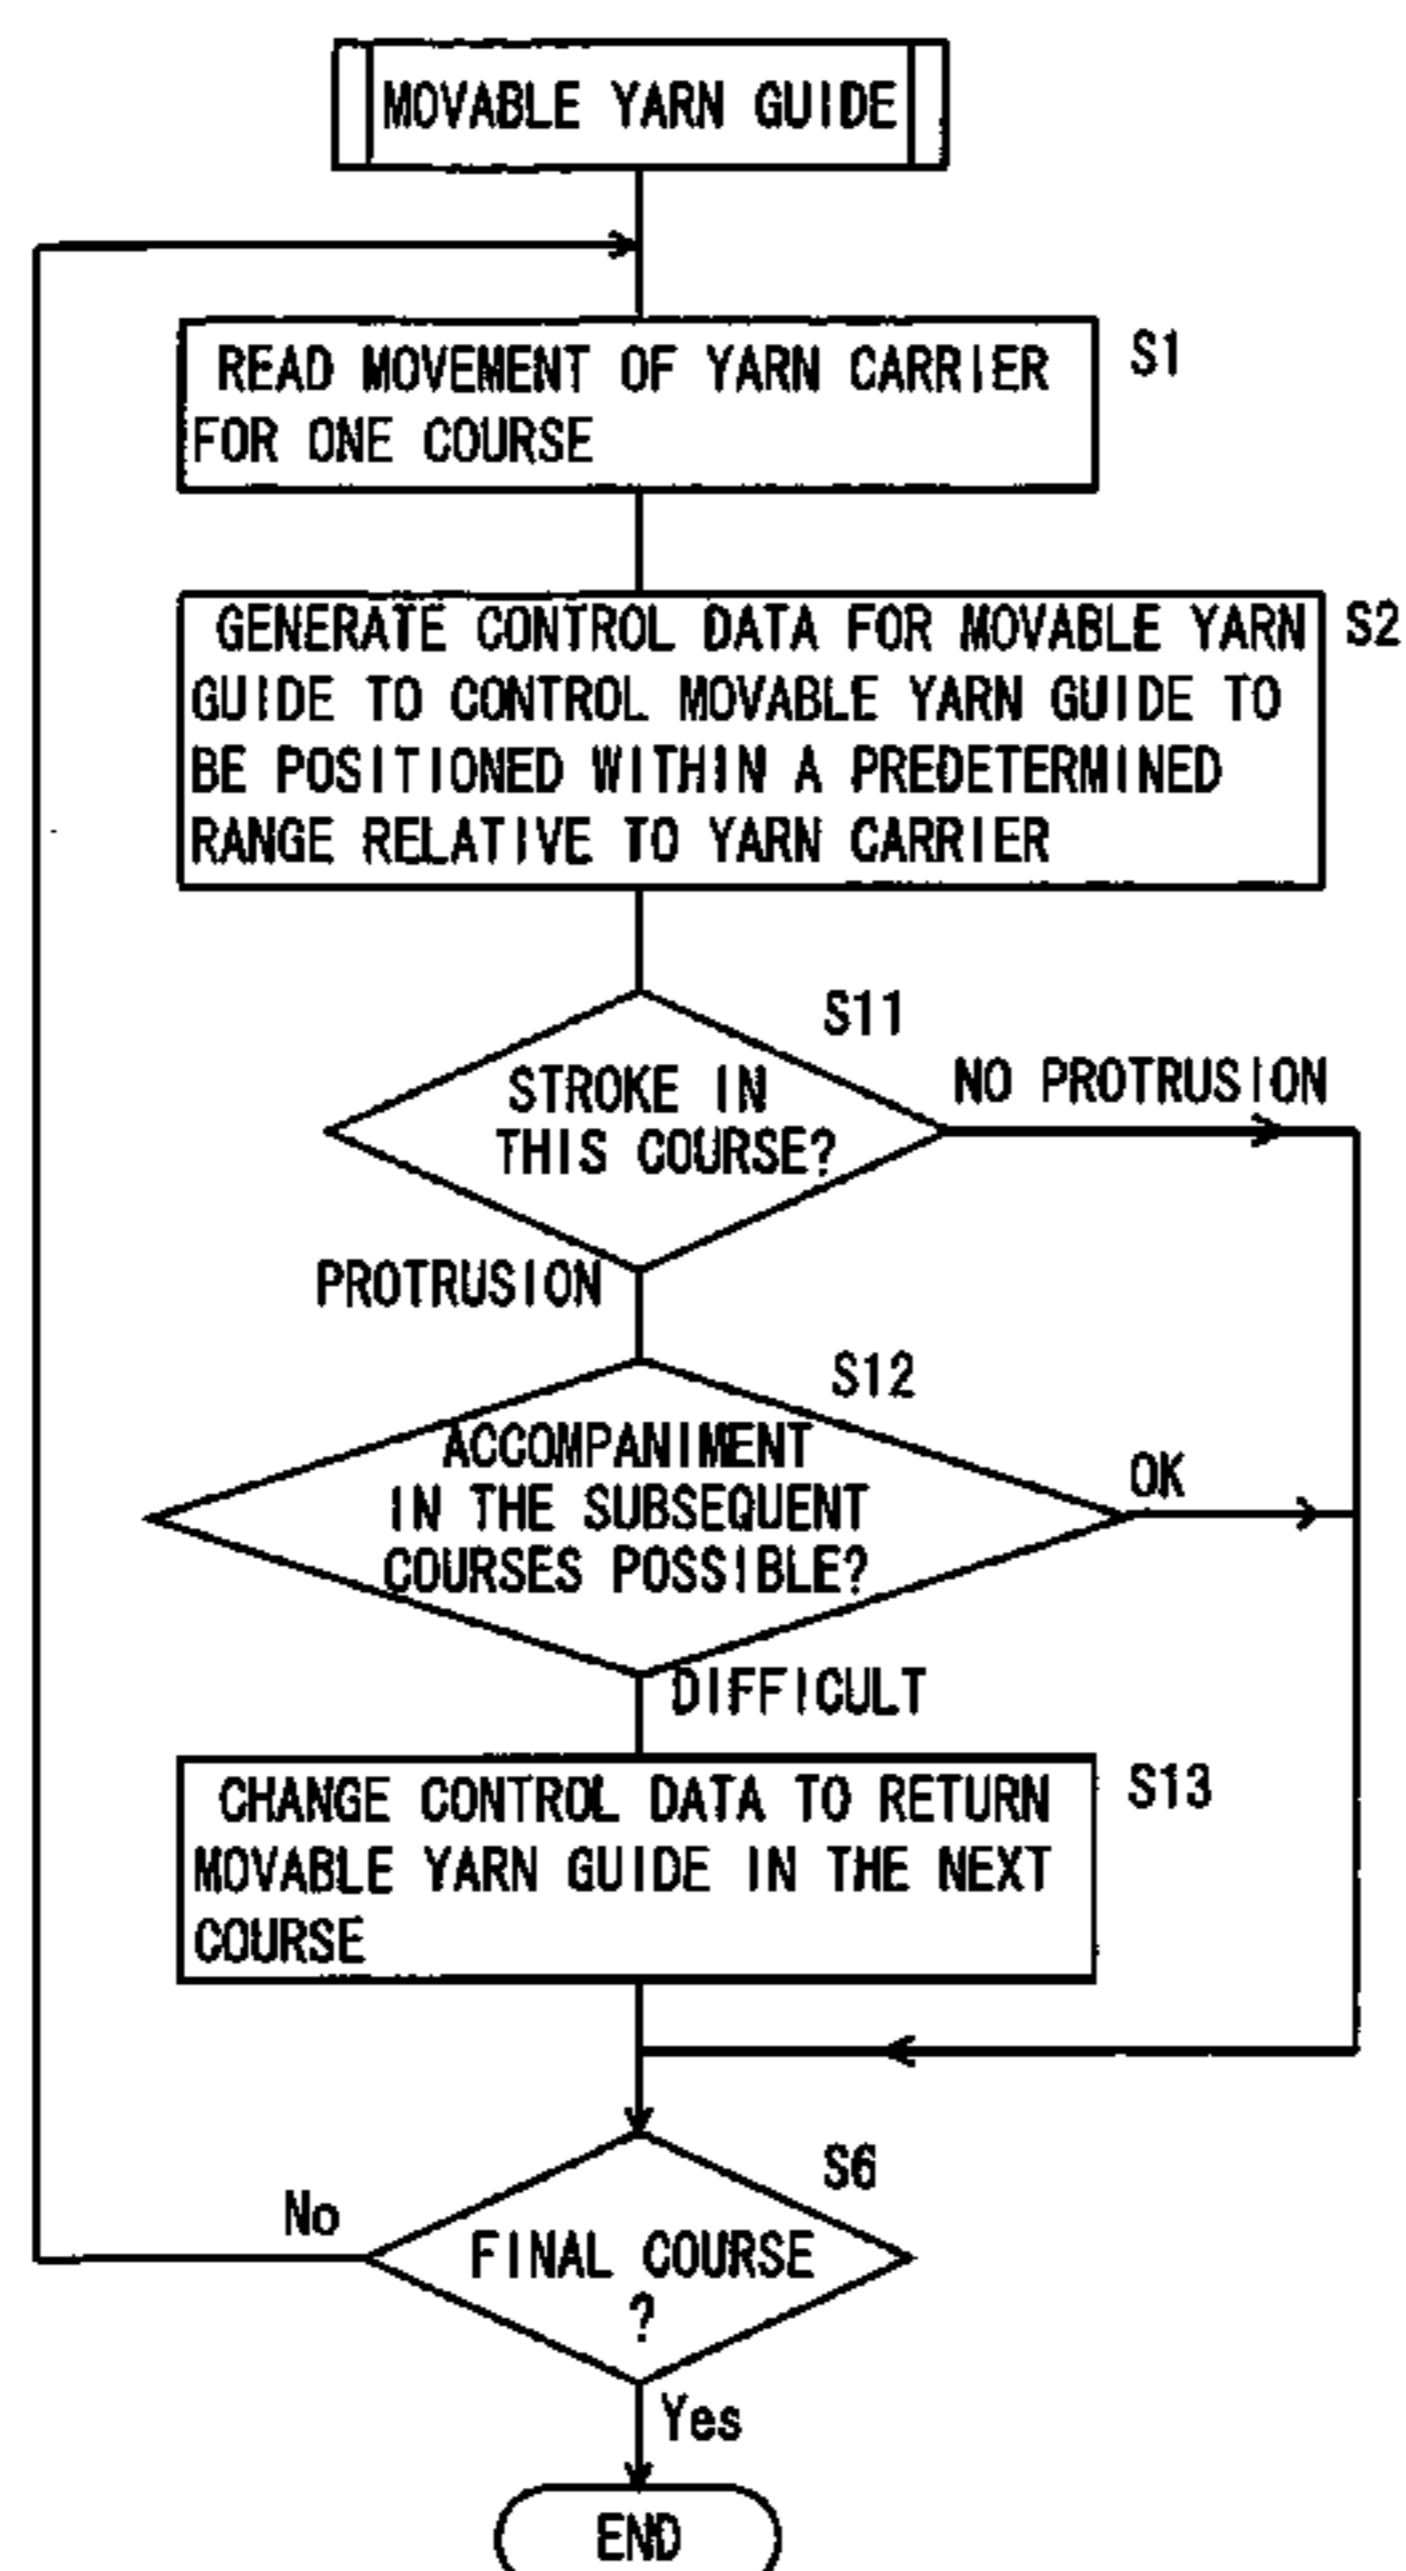 MOVABLE YARN GUIDE
READ MOVEMENT OF YARN CARRIER
FOR ONE COURSE
S1
GENERATE CONTROL DATA FOR MOVABLE YARN
GUIDE TO CONTROL MOVABLE YARN GUIDE TO
BE POSITIONED WITHIN A PREDETERMINED
RANGE RELATIVE TO YARN CARRIER
S2
S11
STROKE IN
THIS COURSE?
NO PROTRUSION
PROTRUSION
S12
ACCOMPANIMENT
IN THE SUBSEQUENT
COURSES POSSIBLE?
OK
DIFFICULT
CHANGE CONTROL DATA TO RETURN
MOVABLE YARN GUIDE IN THE NEXT
COURSE
S13
S6
No
FINAL COURSE
?
Yes
END